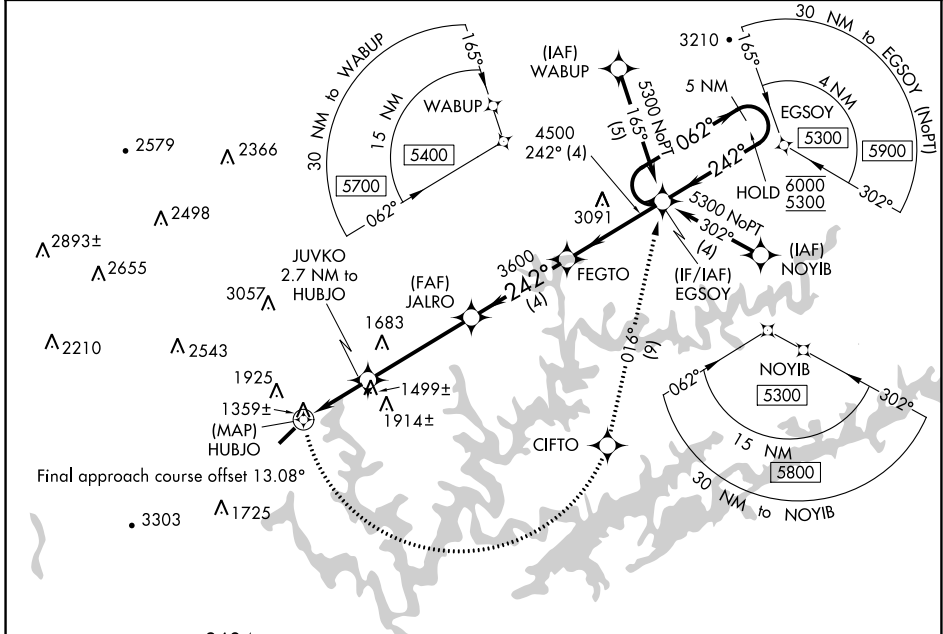 30 NM to WABUP
165°
15 NM
WABUP
5400
5700
062°
(IAF)
WABUP
5300 NoPT
165°
(5)
3210
5 NM
165°
30 NM to EGSOY (NoPT)
4 NM
EGSOY
5300
5900
302°
062°
242°
HOLD
6000
5300
4500
242° (4)
2579
2366
2498
2893±
2655
3057
2210
2543
3091
5300 NoPT
302°
(4)
(IAF)
NOYIB
(IF/IAF)
EGSOY
FEGTO
3600
242°
(4)
(FAF)
JALRO
JUVKO
2.7 NM to
HUBJO
1683
1925
1499±
1359±
1914±
(MAP)
HUBJO
016°
(9)
CIFTO
NOYIB
5300
062°
302°
15 NM
5800
30 NM to NOYIB
Final approach course offset 13.08°
3303
1725